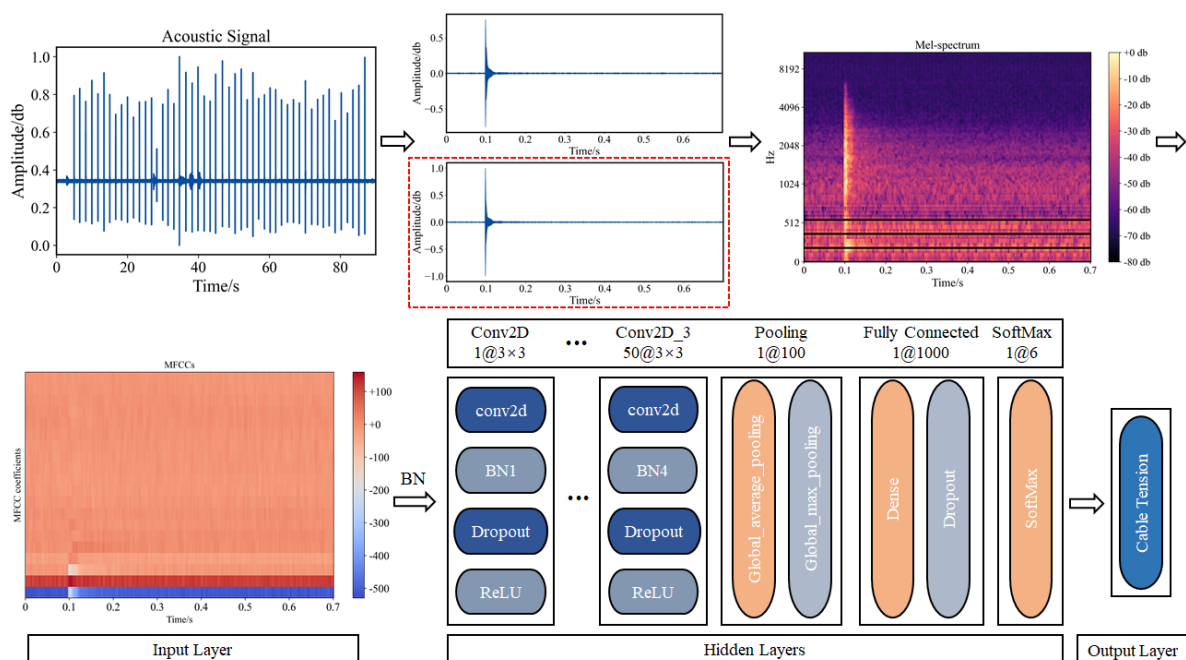 Acoustic Signal
Amplitude/db
1.0
0.8
0.6
0.4
0.2
0.0
0
20
40
60
80
Time/s
Amplitude/db
0.5
0.0
−0.5
0
0.1
0.2
0.3
0.4
0.5
0.6
Time/s
Amplitude/db
1.0
0.5
0.0
−0.5
−1.0
0
0.1
0.2
0.3
0.4
0.5
0.6
Time/s
Mel-spectrum
Hz
8192
4096
2048
1024
512
0
0
0.1
0.2
0.3
0.4
0.5
0.6
0.7
Time/s
+0 db
-10 db
-20 db
-30 db
-40 db
-50 db
-60 db
-70 db
-80 db
MFCCs
MFCC coefficients
0
0.1
0.2
0.3
0.4
0.5
0.6
0.7
Time/s
+100
+0
-100
-200
-300
-400
-500
BN
Conv2D
1@3×3
•••
Conv2D_3
50@3×3
Pooling
1@100
Fully Connected
1@1000
SoftMax
1@6
conv2d
BN1
Dropout
ReLU
•••
conv2d
BN4
Dropout
ReLU
Global_average_pooling
Global_max_pooling
Dense
Dropout
SoftMax
Cable Tension
Input Layer
Hidden Layers
Output Layer